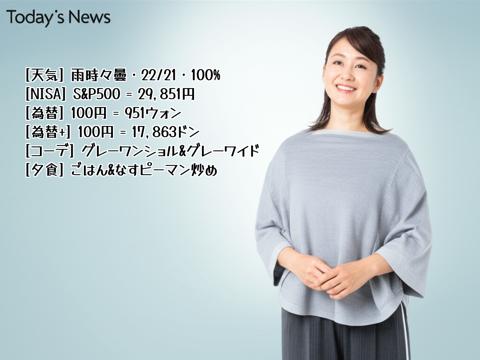 Today's News
[天気] 雨時々曇・22/21・100%
[NISA] S&P500 = 29,851円
[為替] 100円 = 951ウォン
[為替+] 100円 = 17,863ドン
[コーデ] グレーワンショル&グレーワイド
[夕食] ごはん&なすピーマン炒め